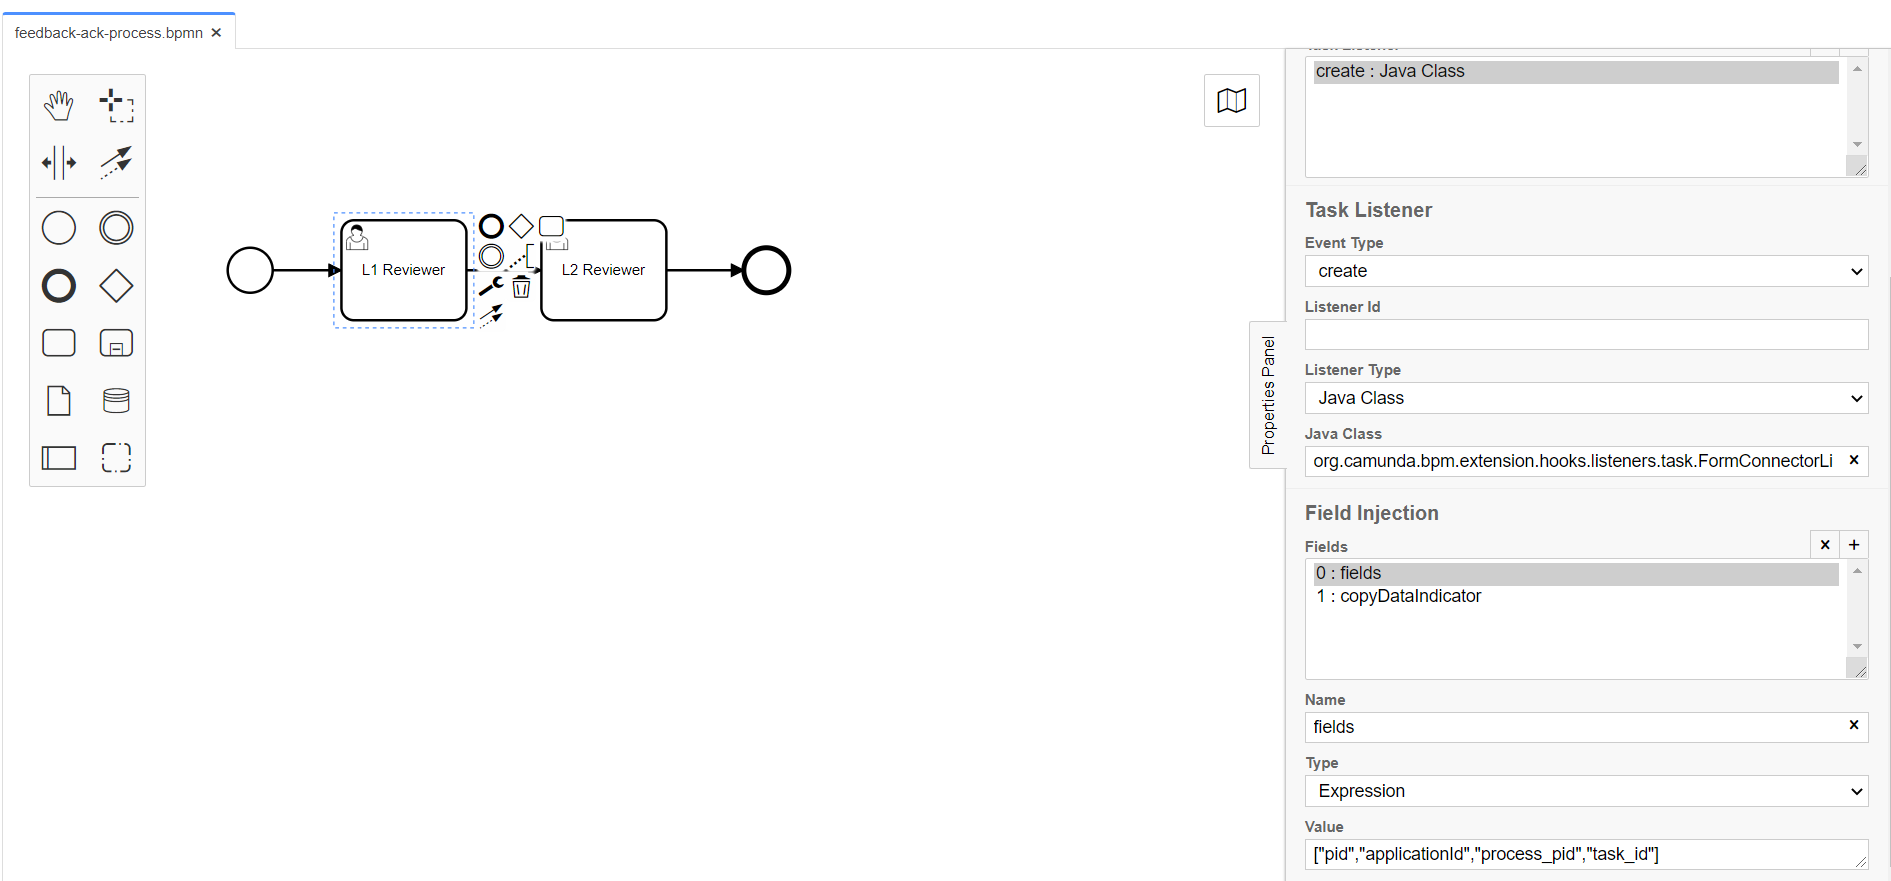 feedback-ack-process.bpmn ×
L1 Reviewer
L2 Reviewer
Properties Panel
create : Java Class
Task Listener
Event Type
create
Listener Id
Listener Type
Java Class
Java Class
org.camunda.bpm.extension.hooks.listeners.task.FormConnectorLi ×
Field Injection
Fields × +
0 : fields
1 : copyDataIndicator
Name
fields ×
Type
Expression
Value
["pid","applicationId","process_pid","task_id"]